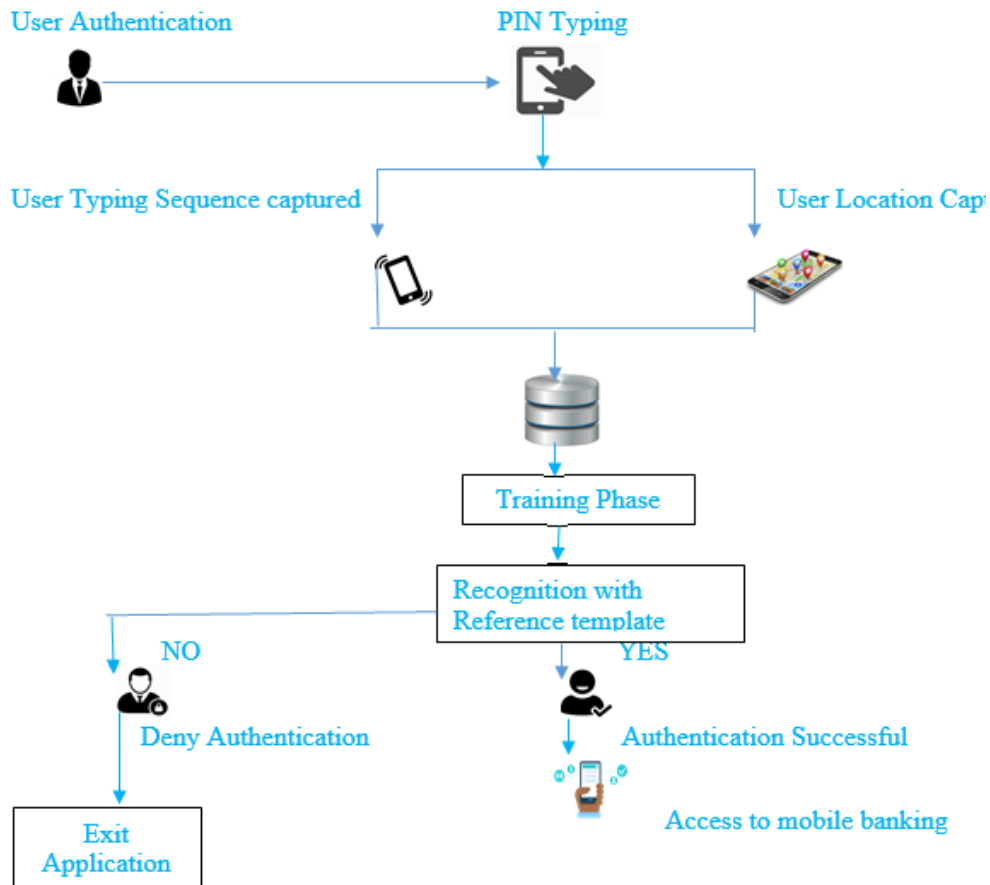 User Authentication
PIN Typing
User Typing Sequence captured
User Location Capt
Training Phase
Recognition with
Reference template
NO
YES
Deny Authentication
Authentication Successful
Access to mobile banking
Exit
Application